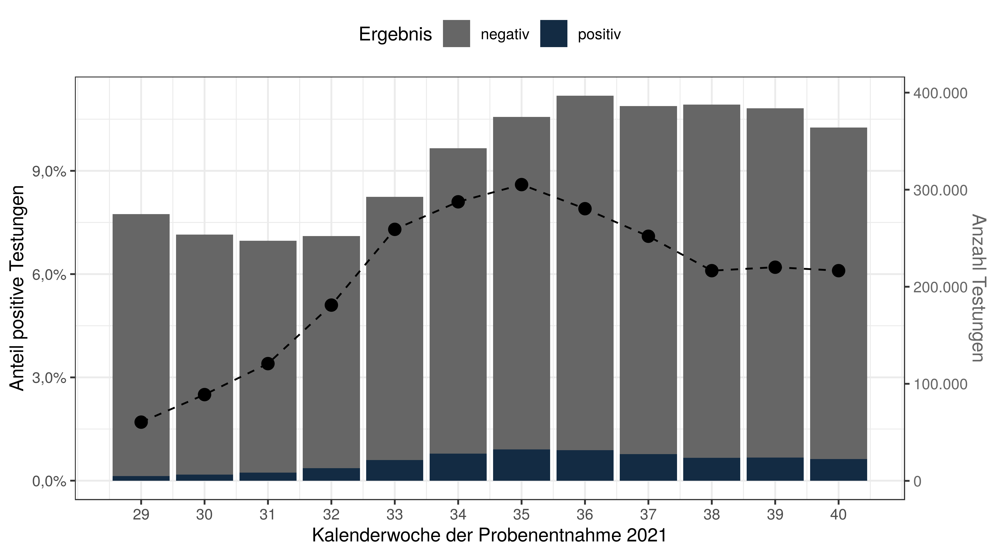 Ergebnis negativ positiv
Anteil positive Testungen
9,0%
6,0%
3,0%
0,0%
400.000
300.000
200.000
100.000
0
Anzahl Testungen
29 30 31 32 33 34 35 36 37 38 39 40
Kalenderwoche der Probenentnahme 2021